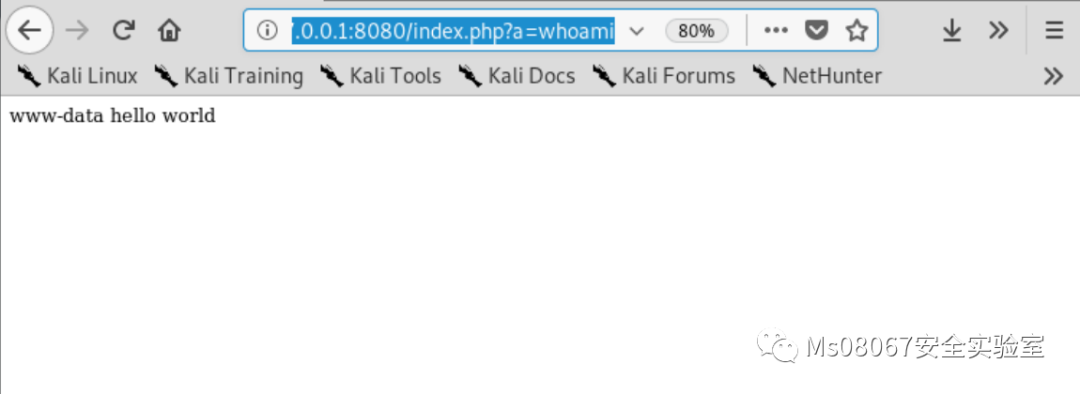 '.0.0.1:8080/index.php?a=whoami 80%
Kali Linux Kali Training Kali Tools Kali Docs Kali Forums NetHunter
www-data hello world
Ms08067安全实验室